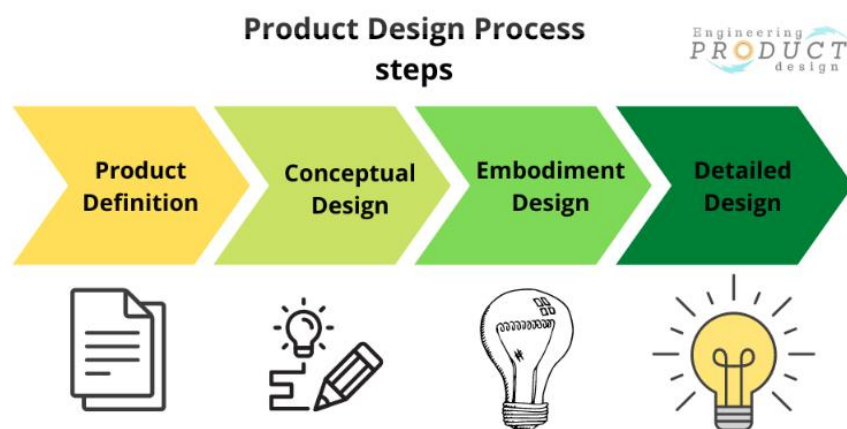 Product Design Process
steps
Engineering
PRODUCT
design
Product
Definition
Conceptual
Design
Embodiment
Design
Detailed
Design